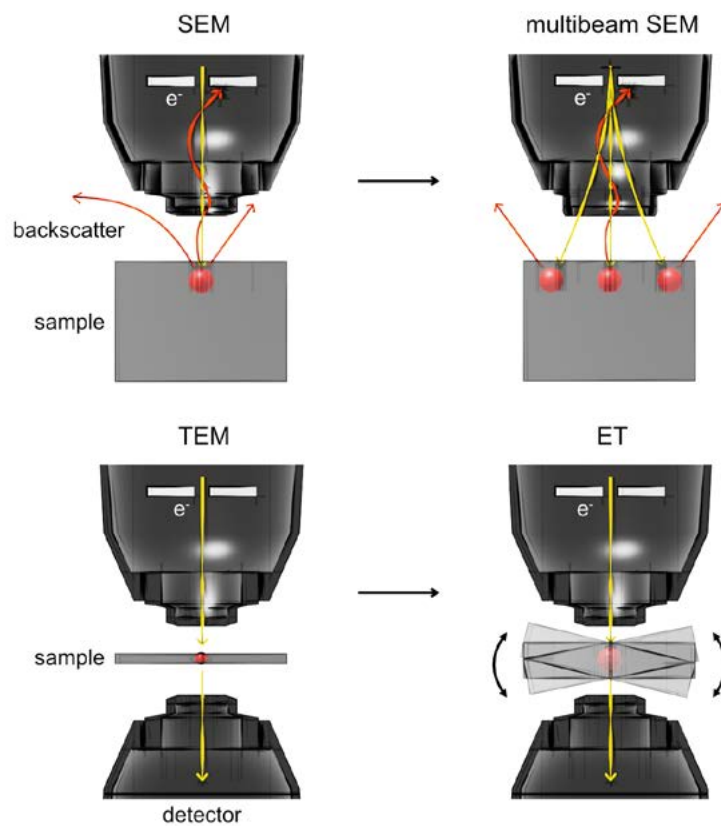 SEM
multibeam SEM
e-
e-
backscatter
sample
TEM
ET
e-
e-
sample
detector